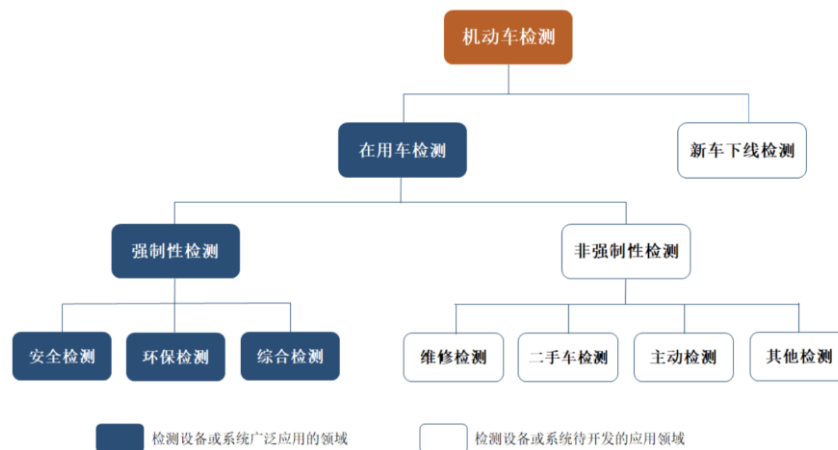 机动车检测
在用车检测
新车下线检测
强制性检测
非强制性检测
安全检测
环保检测
综合检测
维修检测
二手车检测
主动检测
其他检测
检测设备或系统广泛应用的领域
检测设备或系统待开发的应用领域